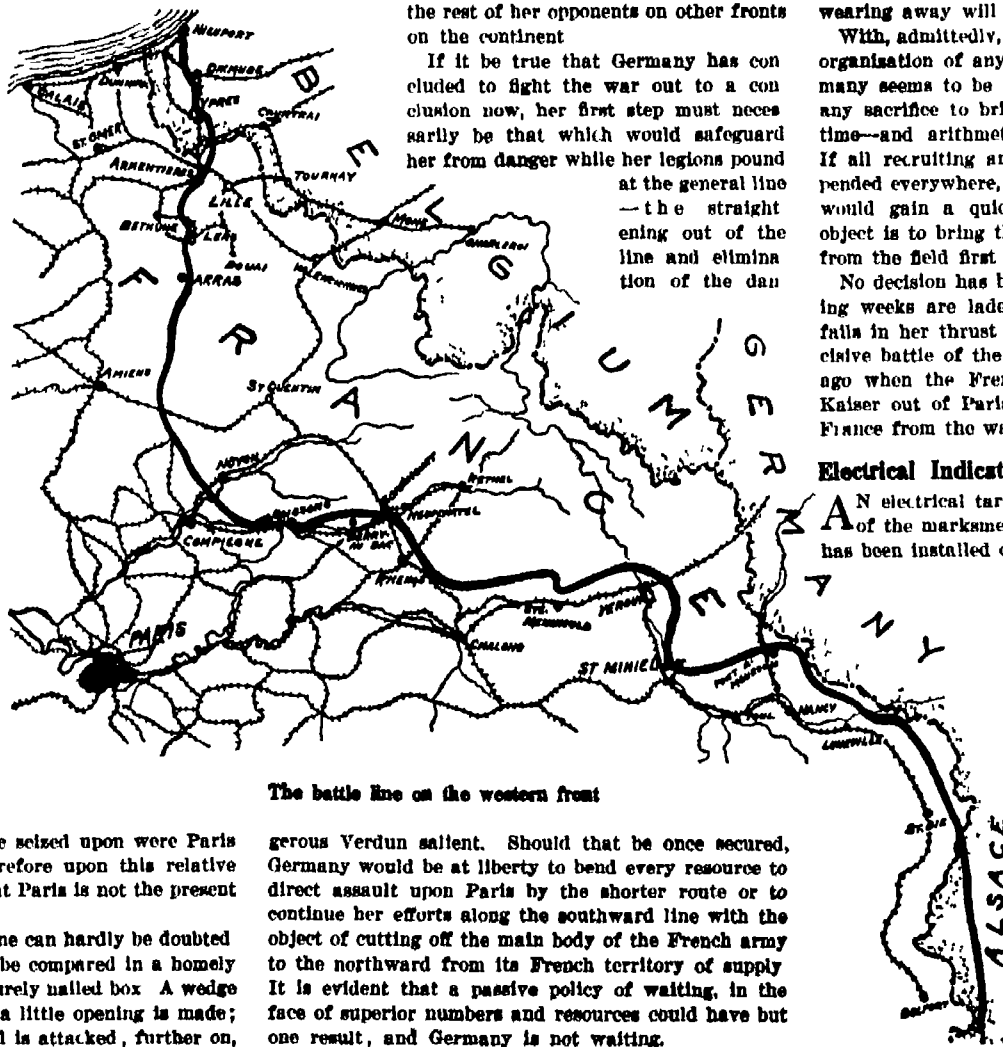 the rest of her opponents on other fronts
on the continent
If it be true that Germany has con
cluded to fight the war out to a con
clusion now, her first step must neces
sarily be that which would safeguard
her from danger while her legions pound
at the general line
—the straight
ening out of the
line and elimina
tion of the dan
wearing away will
With, admittedly,
organisation of any
many seems to be
any sacrifice to bri
time—and arithmet
If all recruiting an
pended everywhere,
would gain a quic
object is to bring th
from the field first
No decision has b
ing weeks are lade
fails in her thrust
cisive battle of the
ago when the Fren
Kaiser out of Paris
France from the wa
Electrical Indicat
AN electrical tar
of the marksme
has been installed o
NIEUPORT
DIXMUDE
YPRES
CALAIS
COURTRAI
ST OMER
ARMENTIERES
TOURNAY
LILLE
BETHUNE
LENS
DOUAI
MONS
CHARLEROI
ARRAS
BELGIUM
FRANCE
GERMANY
AMIENS
ST QUENTIN
NOYON
RETHEL
COMPIEGNE
BERRY
AU BAC
RHEIMS
PARIS
CHALONS
STE.
MENEHOULD
VERDUN
ST MIHIEL
TOUL
NANCY
LUNEVILLE
ST. DIE
ALSACE
BELFORT
The battle line on the western front
e seized upon were Paris
refore upon this relative
at Paris is not the present
ne can hardly be doubted
be compared in a homely
urely nailed box A wedge
a little opening is made;
l is attacked, further on,
gerous Verdun salient. Should that be once secured,
Germany would be at liberty to bend every resource to
direct assault upon Paris by the shorter route or to
continue her efforts along the southward line with the
object of cutting off the main body of the French army
to the northward from its French territory of supply
It is evident that a passive policy of waiting, in the
face of superior numbers and resources could have but
one result, and Germany is not waiting.